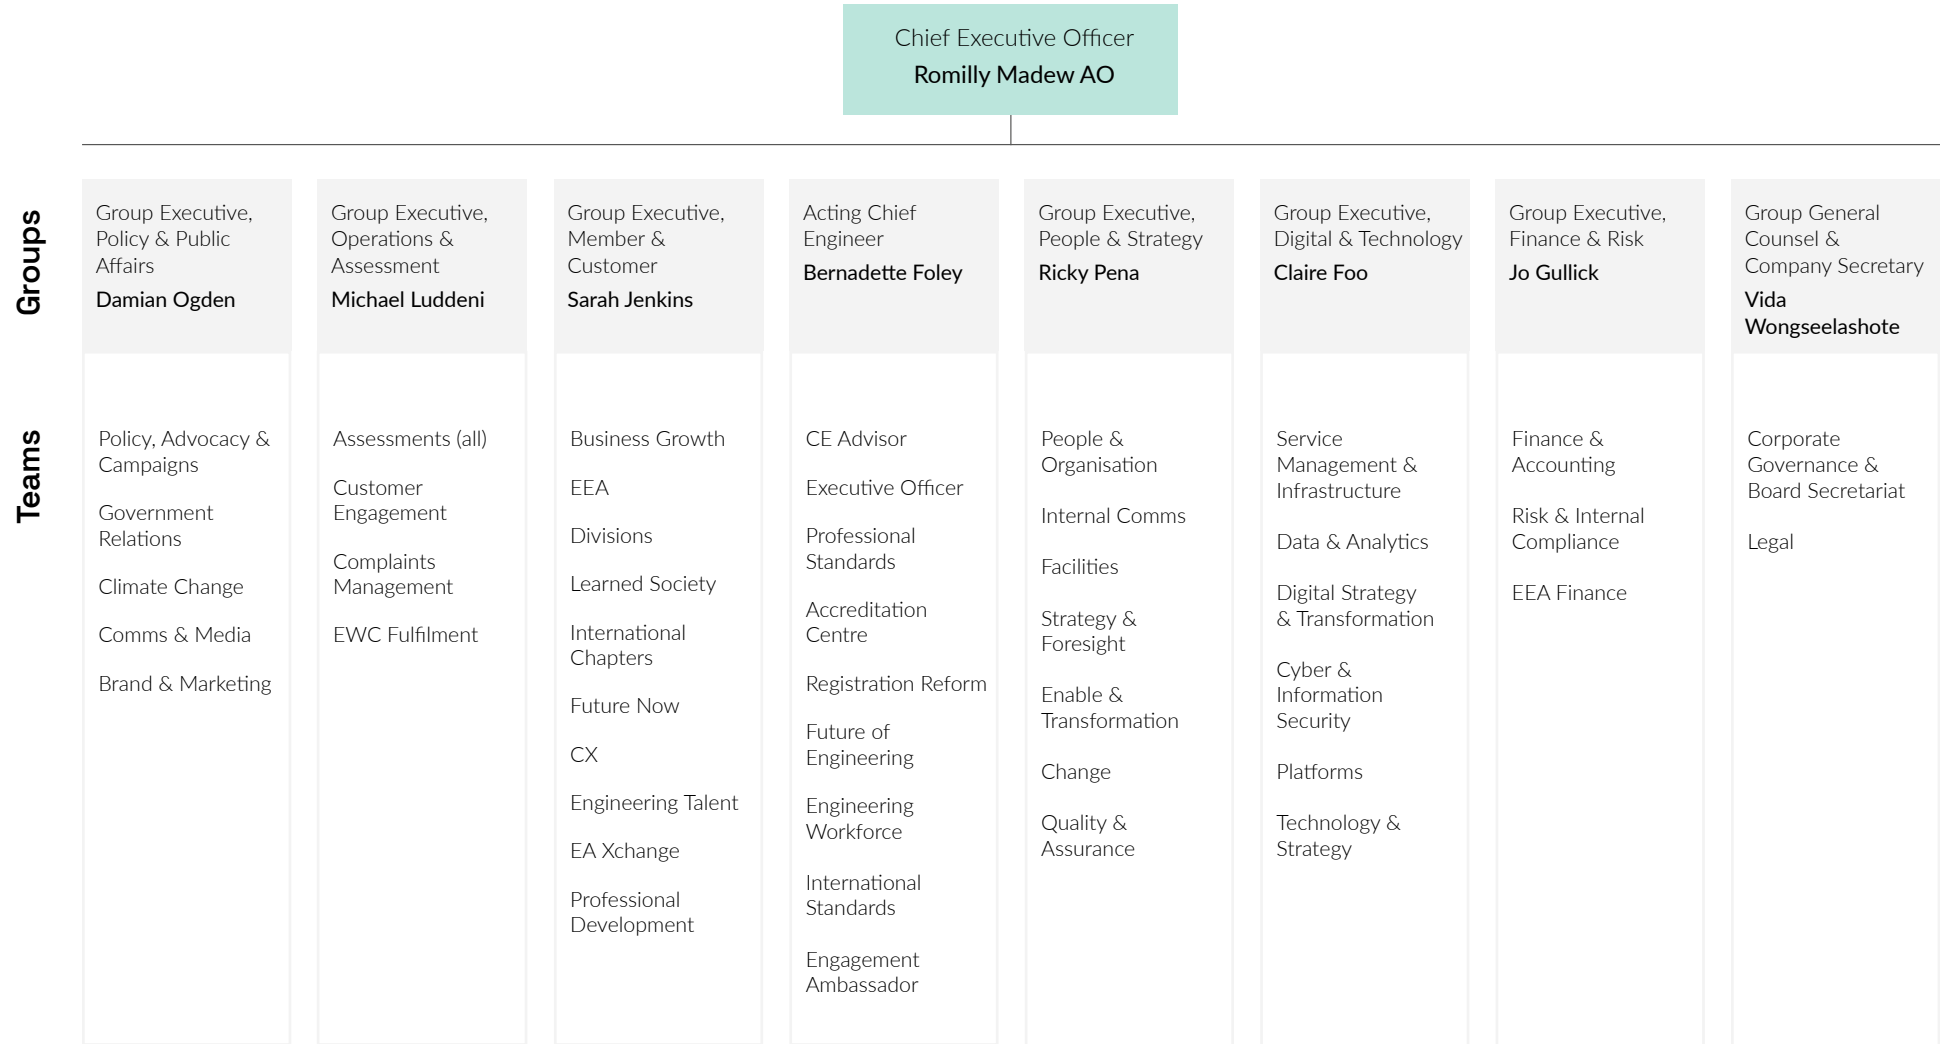 Chief Executive Officer
Romilly Madew AO
Groups
Group Executive,
Policy & Public
Affairs
Damian Ogden
Group Executive,
Operations &
Assessment
Michael Luddeni
Group Executive,
Member &
Customer
Sarah Jenkins
Acting Chief
Engineer
Bernadette Foley
Group Executive,
People & Strategy
Ricky Pena
Group Executive,
Digital & Technology
Claire Foo
Group Executive,
Finance & Risk
Jo Gullick
Group General
Counsel &
Company Secretary
Vida
Wongseelashote
Teams
Policy, Advocacy &
Campaigns
Government
Relations
Climate Change
Comms & Media
Brand & Marketing
Assessments (all)
Customer
Engagement
Complaints
Management
EWC Fulfilment
Business Growth
EEA
Divisions
Learned Society
International
Chapters
Future Now
CX
Engineering Talent
EA Xchange
Professional
Development
CE Advisor
Executive Officer
Professional
Standards
Accreditation
Centre
Registration Reform
Future of
Engineering
Engineering
Workforce
International
Standards
Engagement
Ambassador
People &
Organisation
Internal Comms
Facilities
Strategy &
Foresight
Enable &
Transformation
Change
Quality &
Assurance
Service
Management &
Infrastructure
Data & Analytics
Digital Strategy
& Transformation
Cyber &
Information
Security
Platforms
Technology &
Strategy
Finance &
Accounting
Risk & Internal
Compliance
EEA Finance
Corporate
Governance &
Board Secretariat
Legal